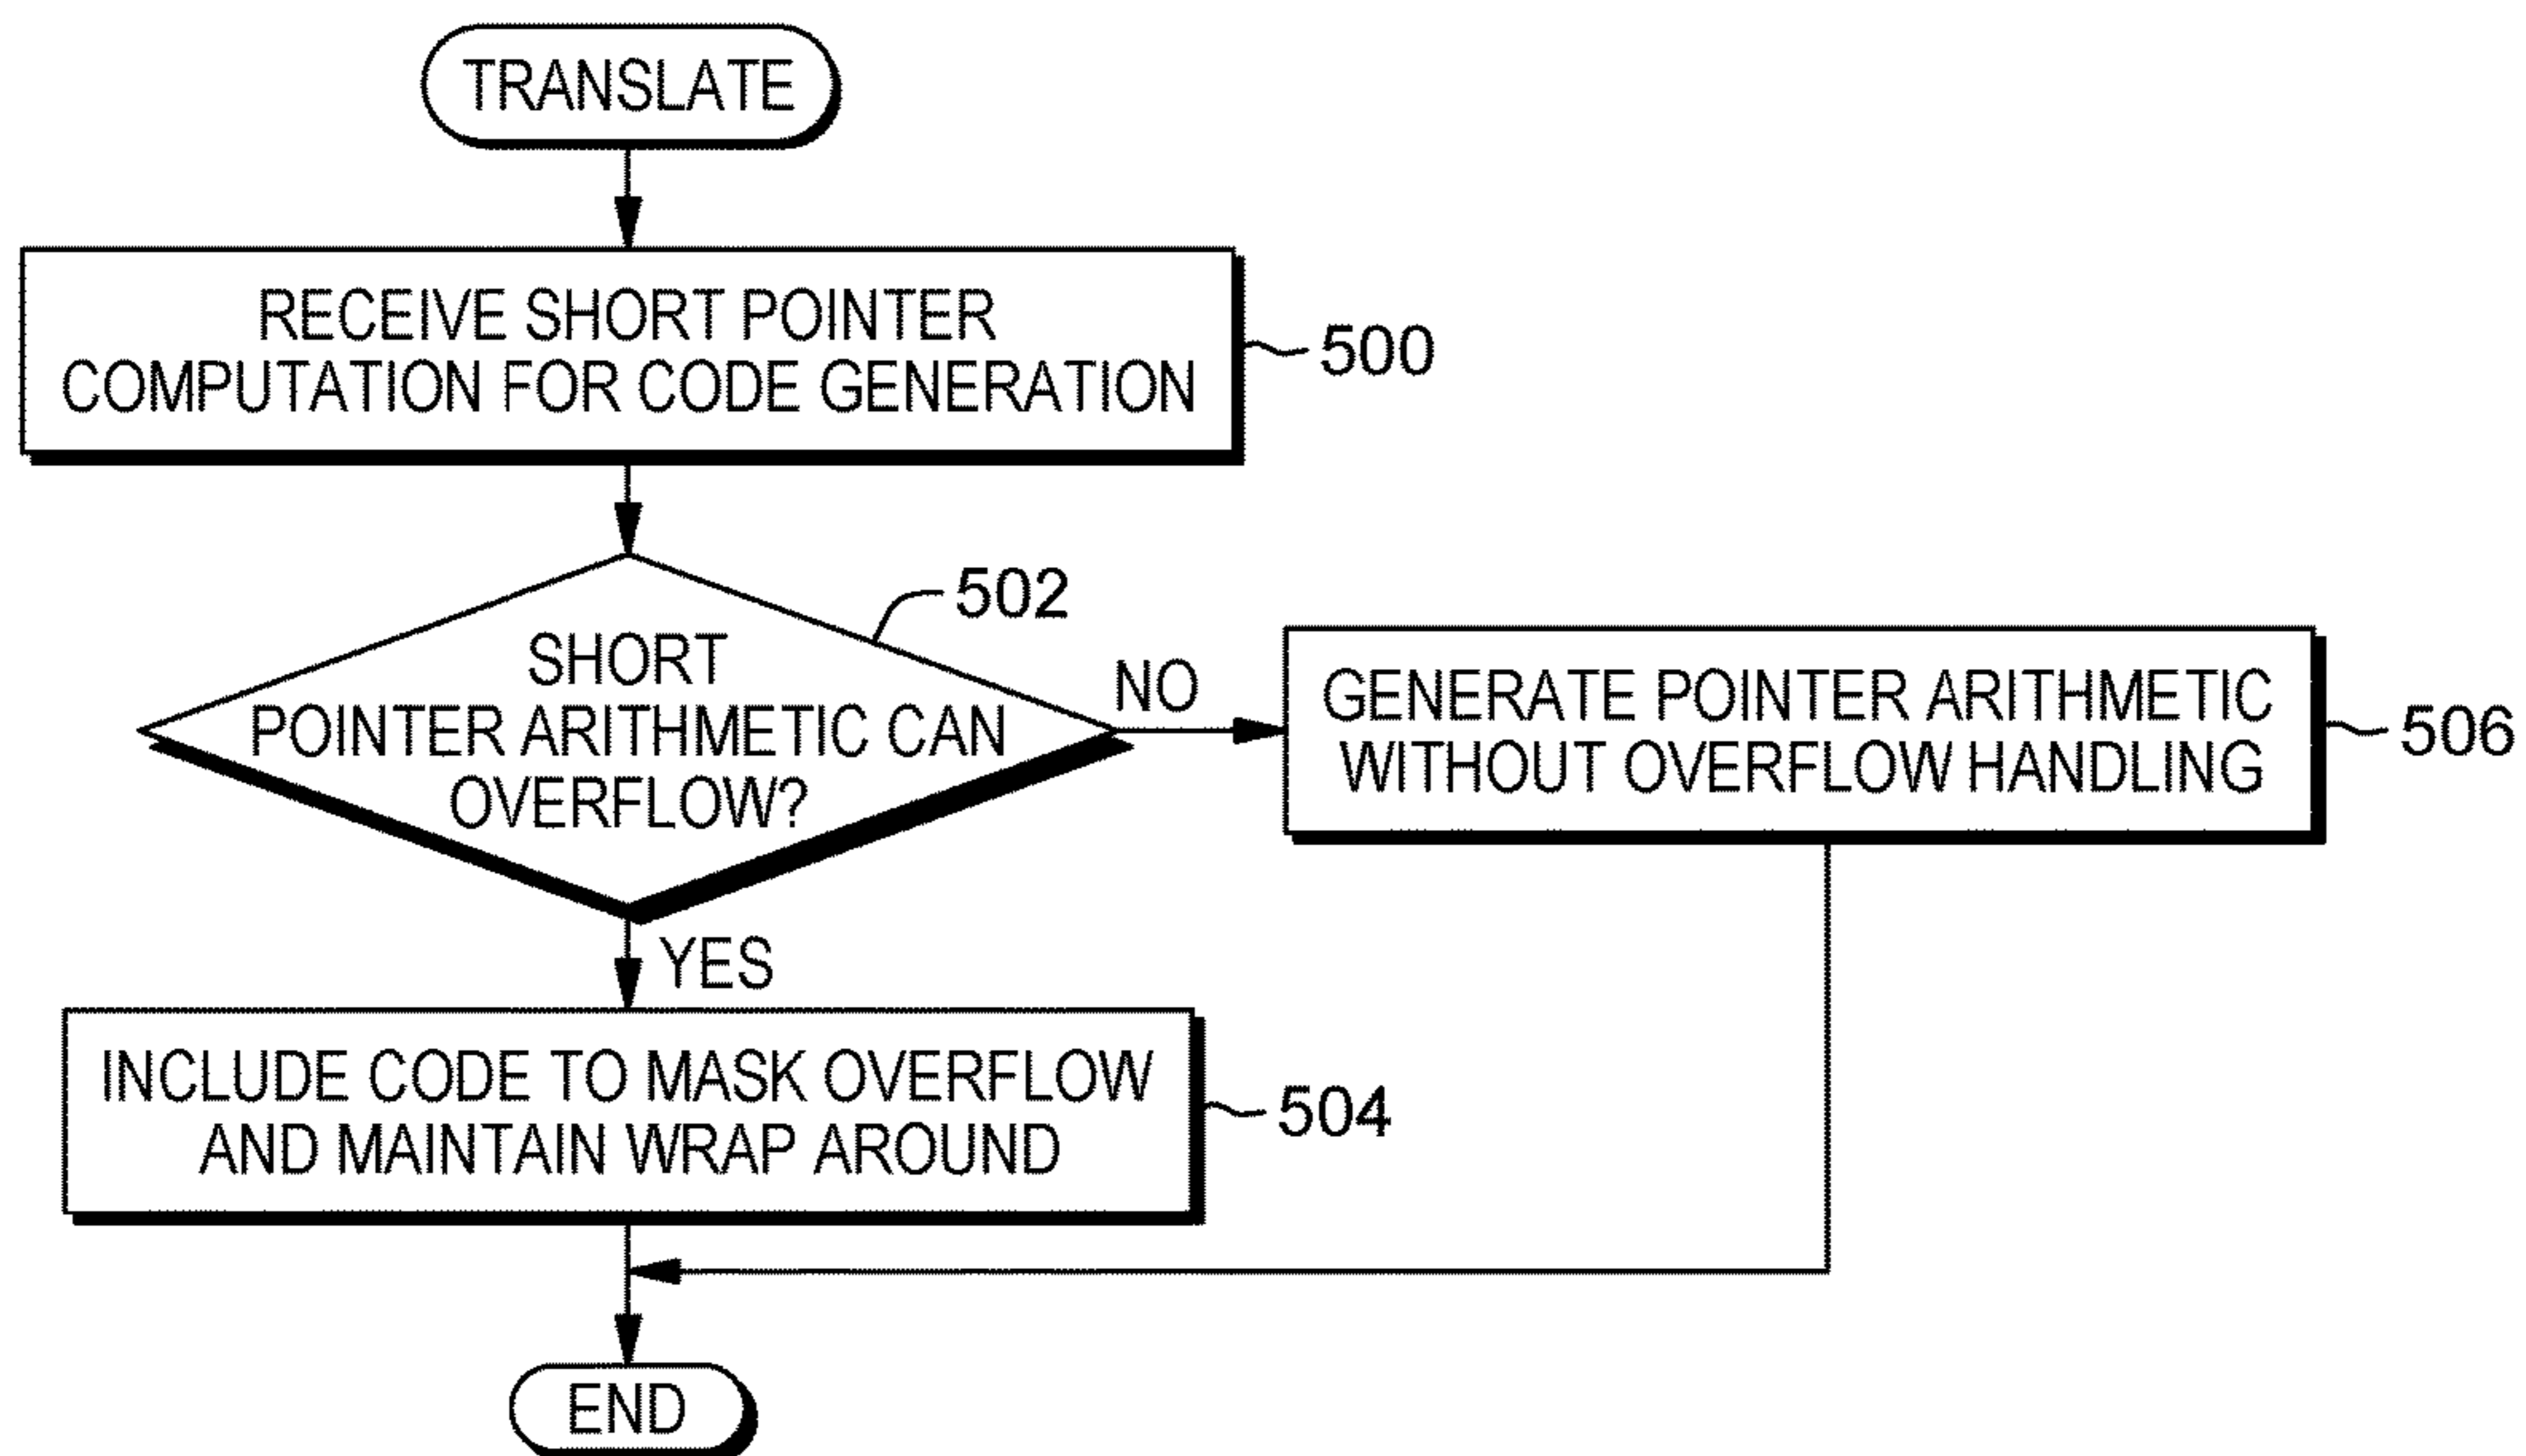 TRANSLATE
RECEIVE SHORT POINTER
COMPUTATION FOR CODE GENERATION
500
502
SHORT
POINTER ARITHMETIC CAN
OVERFLOW?
NO
GENERATE POINTER ARITHMETIC
WITHOUT OVERFLOW HANDLING
506
YES
INCLUDE CODE TO MASK OVERFLOW
AND MAINTAIN WRAP AROUND
504
END